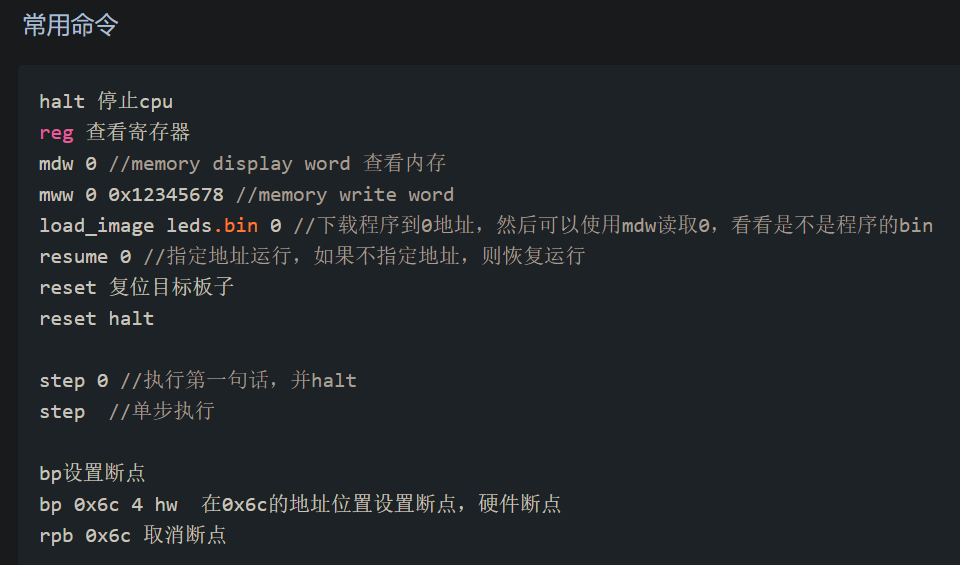 常用命令
halt 停止cpu
reg 查看寄存器
mdw 0 //memory display word 查看内存
mww 0 0x12345678 //memory write word
load_image leds.bin 0 //下载程序到0地址，然后可以使用mdw读取0，看看是不是程序的bin
resume 0 //指定地址运行，如果不指定地址，则恢复运行
reset 复位目标板子
reset halt
step 0 //执行第一句话，并halt
step  //单步执行
bp设置断点
bp 0x6c 4 hw  在0x6c的地址位置设置断点，硬件断点
rpb 0x6c 取消断点